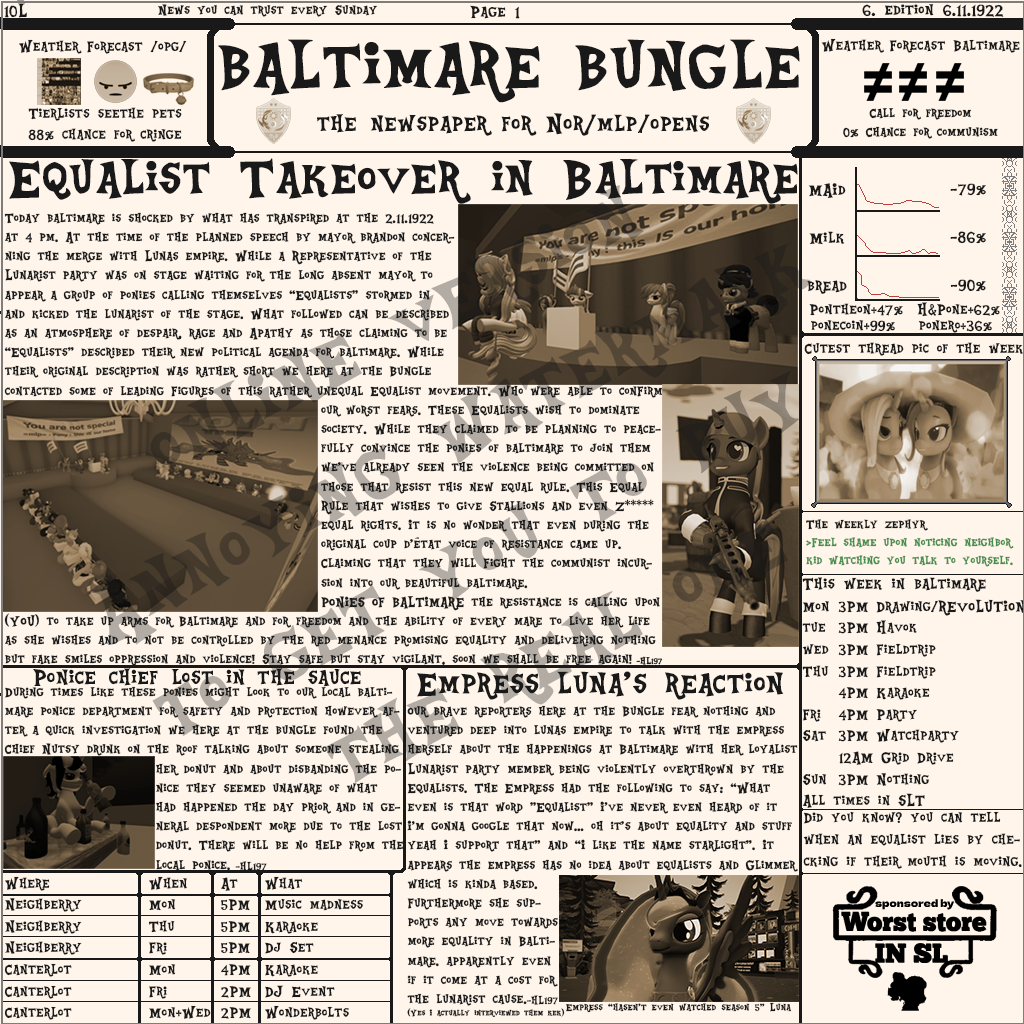 10L
News you can trust every Sunday
Page 1
6. Edition 6.11.1922
Weather Forecast /opg/
Tierlists seethe pets
88% chance for cringe
Baltimare Bungle
The newspaper for Nor/mlp/opens
Weather Forecast Baltimare
≠≠≠
Call for freedom
0% chance for communism
Equalist Takeover in Baltimare
Today baltimare is shocked by what has transpired at the 2.11.1922
at 4 pm. At the time of the planned speech by mayor Brandon concer-
ning the merge with Lunas empire. While a Representative of the
Lunarist party was on stage waiting for the long absent mayor to
appear a group of ponies calling themselves "Equalists" stormed in
and kicked the Lunarist of the stage. What followed can be described
as an atmosphere of despair, rage and apathy as those claiming to be
"Equalists" described their new political agenda for baltimare. While
their original description was rather short we here at the bungle
contacted some of leading figures of this rather unequal Equalist movement. Who were able to confirm
our worst fears. These Equalists wish to dominate
society. While they claimed to be planning to peace-
fully convince the ponies of Baltimare to join them
we've already seen the violence being committed on
those that resist this new equal rule. This Equal
rule that wishes to give Stallions and even z*****
equal rights. It is no wonder that even during the
original coup d'état voice of resistance came up.
Claiming that they will fight the communist incur-
sion into our beautiful Baltimare.
Ponies of Baltimare the resistance is calling upon
(you) to take up arms for Baltimare and for freedom and the ability of every mare to live her life
as she wishes and to not be controlled by the red menance promising equality and delivering nothing
but fake smiles oppression and violence! Stay safe but stay vigilant. soon we shall be free again! -HL197
You are not special
this is our home
You are not special
ONLINE VERSION
ANNOYING WATERMARK
TO GET YOU TO BUY
THE REAL ONE
Ponice chief lost in the sauce
During times like these ponies might look to our local balti-
mare ponice department for safety and protection however af-
ter a quick investigation we here at the bungle found the
chief Nutsy drunk on the roof talking about someone stealing
her donut and about disbanding the po-
nice they seemed unaware of what
had happened the day prior and in ge-
neral despondent more due to the lost
donut. There will be no help from the
local ponice. -HL197
Empress Luna's Reaction
Our brave reporters here at the Bungle fear nothing and
ventured deep into Lunas empire to talk with the empress
herself about the happenings at Baltimare with her loyalist
Lunarist party member being violently overthrown by the
Equalists. The Empress had the following to say: "What
even is that word "Equalist" I've never even heard of it
I'm gonna google that now... oh it's about equality and stuff
yeah i support that" and "i like the name starlight". It
appears the empress has no idea about equalists and Glimmer
which is kinda based.
Furthermore she sup-
ports any move towards
more equality in Balti-
mare. Apparently even
if it come at a cost for
the Lunarist cause.-HL197
(Yes i actually interviewed them kek)
Empress "hasn't even watched season 5" Luna
Where When At What
Neighberry Mon 5PM Music Madness
Neighberry Thu 5PM Karaoke
Neighberry Fri 5PM DJ Set
Canterlot Mon 4PM Karaoke
Canterlot Fri 2PM DJ Event
Canterlot Mon+Wed 2PM Wonderbolts
Maid -79%
Milk -86%
Bread -90%
Pontheon+47% H&Pone+62%
Ponecoin+99% Ponero+36%
Cutest thread pic of the week
The weekly zephyr
>Feel shame upon noticing neighbor
kid watching you talk to yourself.
This week in Baltimare
Mon 3PM Drawing/Revolution
Tue 3PM Havok
Wed 3PM Fieldtrip
Thu 3PM Fieldtrip
4PM Karaoke
Fri 4PM Party
Sat 3PM Watchparty
12AM Grid Drive
Sun 3PM Nothing
All times in SLT
Did you know? You can tell
when an equalist lies by che-
cking if their mouth is moving.
sponsored by
Worst store
IN SL